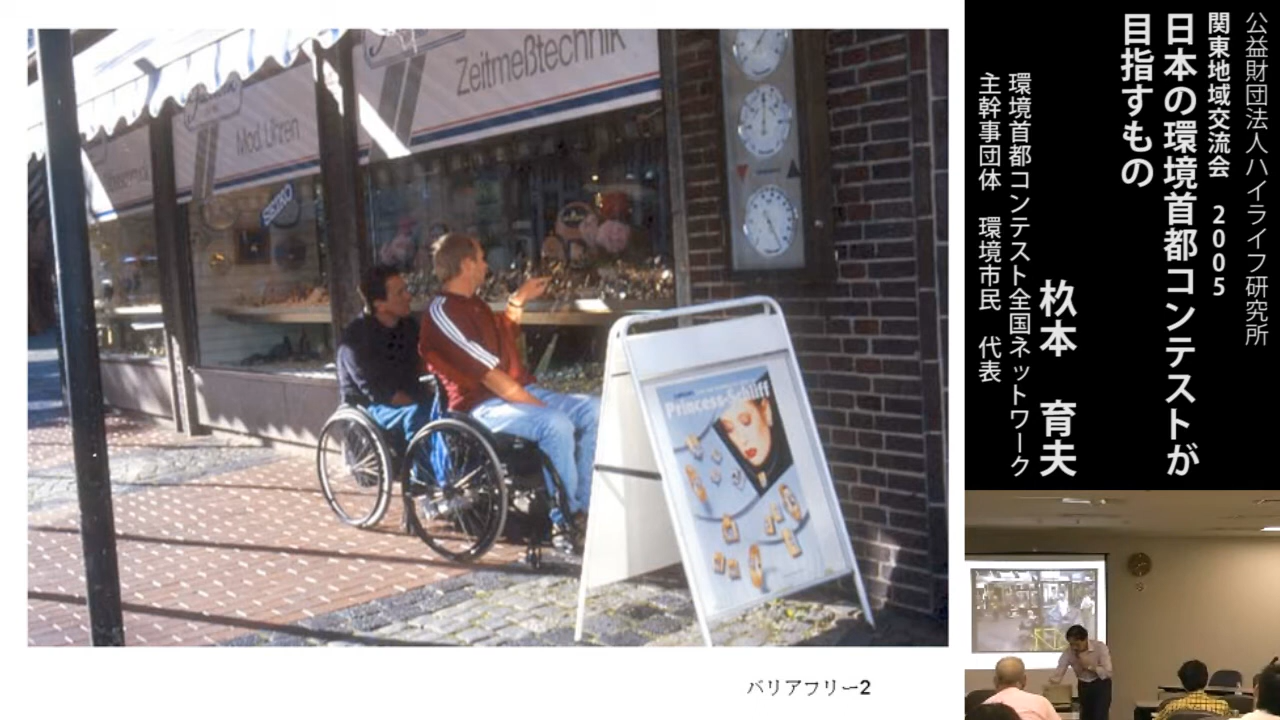 Zeitmeßtechnik
Mod. Uhren
SEIKO
Princess-Schliff
バリアフリー2
公益財団法人ハイライフ研究所
関東地域交流会 2005
日本の環境首都コンテストが
目指すもの
杦本 育夫
環境首都コンテスト全国ネットワーク
主幹事団体 環境市民 代表